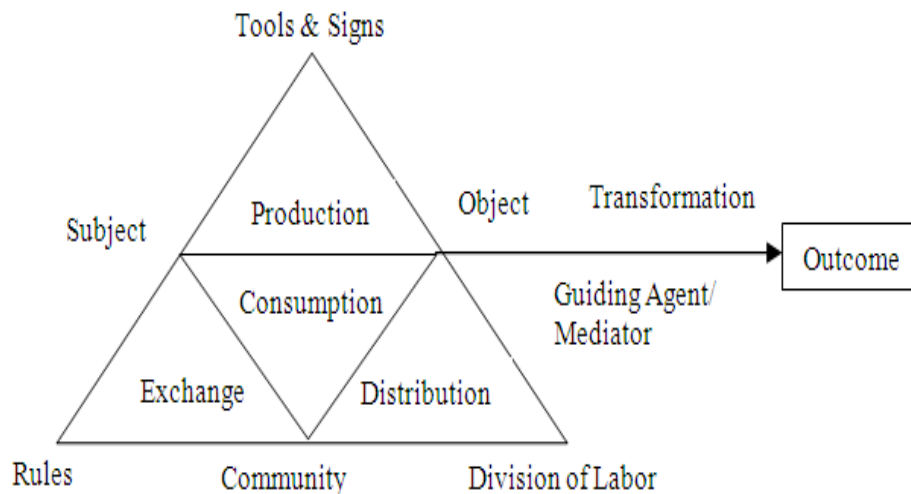 Tools & Signs
Object
Transformation
Subject
Production
Outcome
Consumption
Guiding Agent/
Mediator
Exchange
Distribution
Rules
Community
Division of Labor